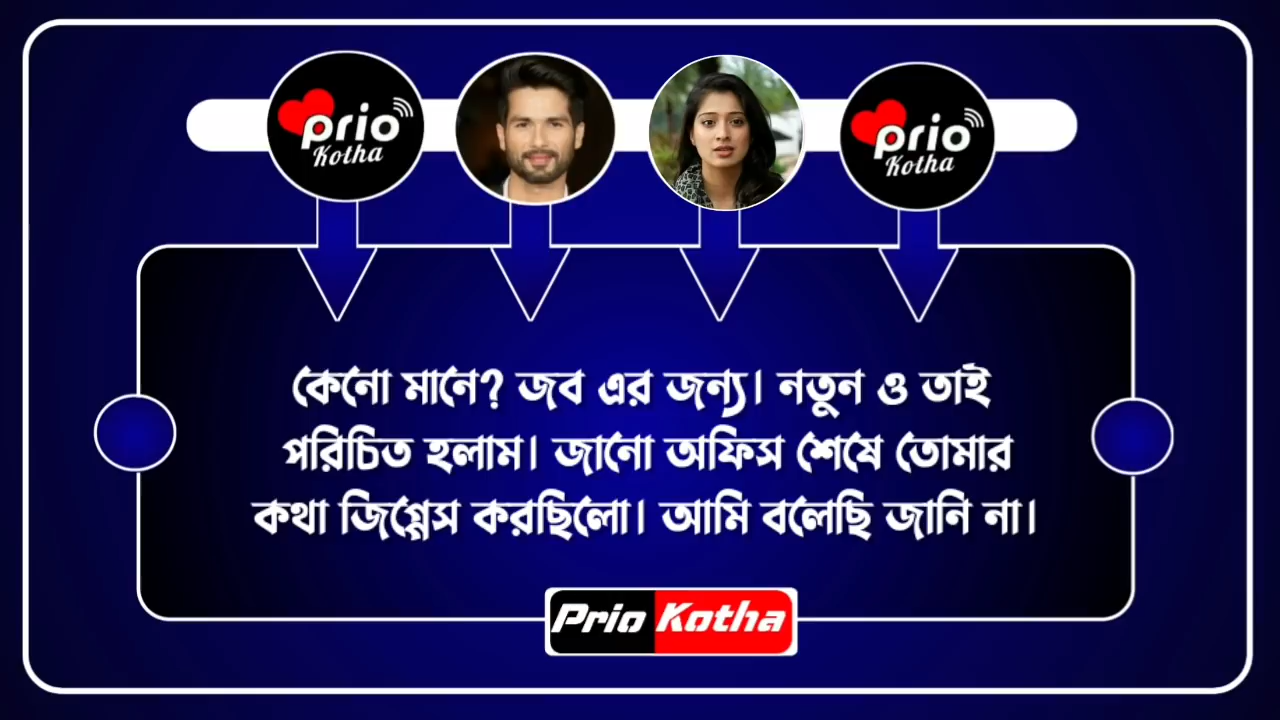 prio
Kotha
prio
Kotha
কেনো মানে? জব এর জন্য। নতুন ও তাই
পরিচিত হলাম। জানো অফিস শেষে তোমার
কথা জিগ্নেস করছিলো। আমি বলেছি জানি না।
Prio Kotha